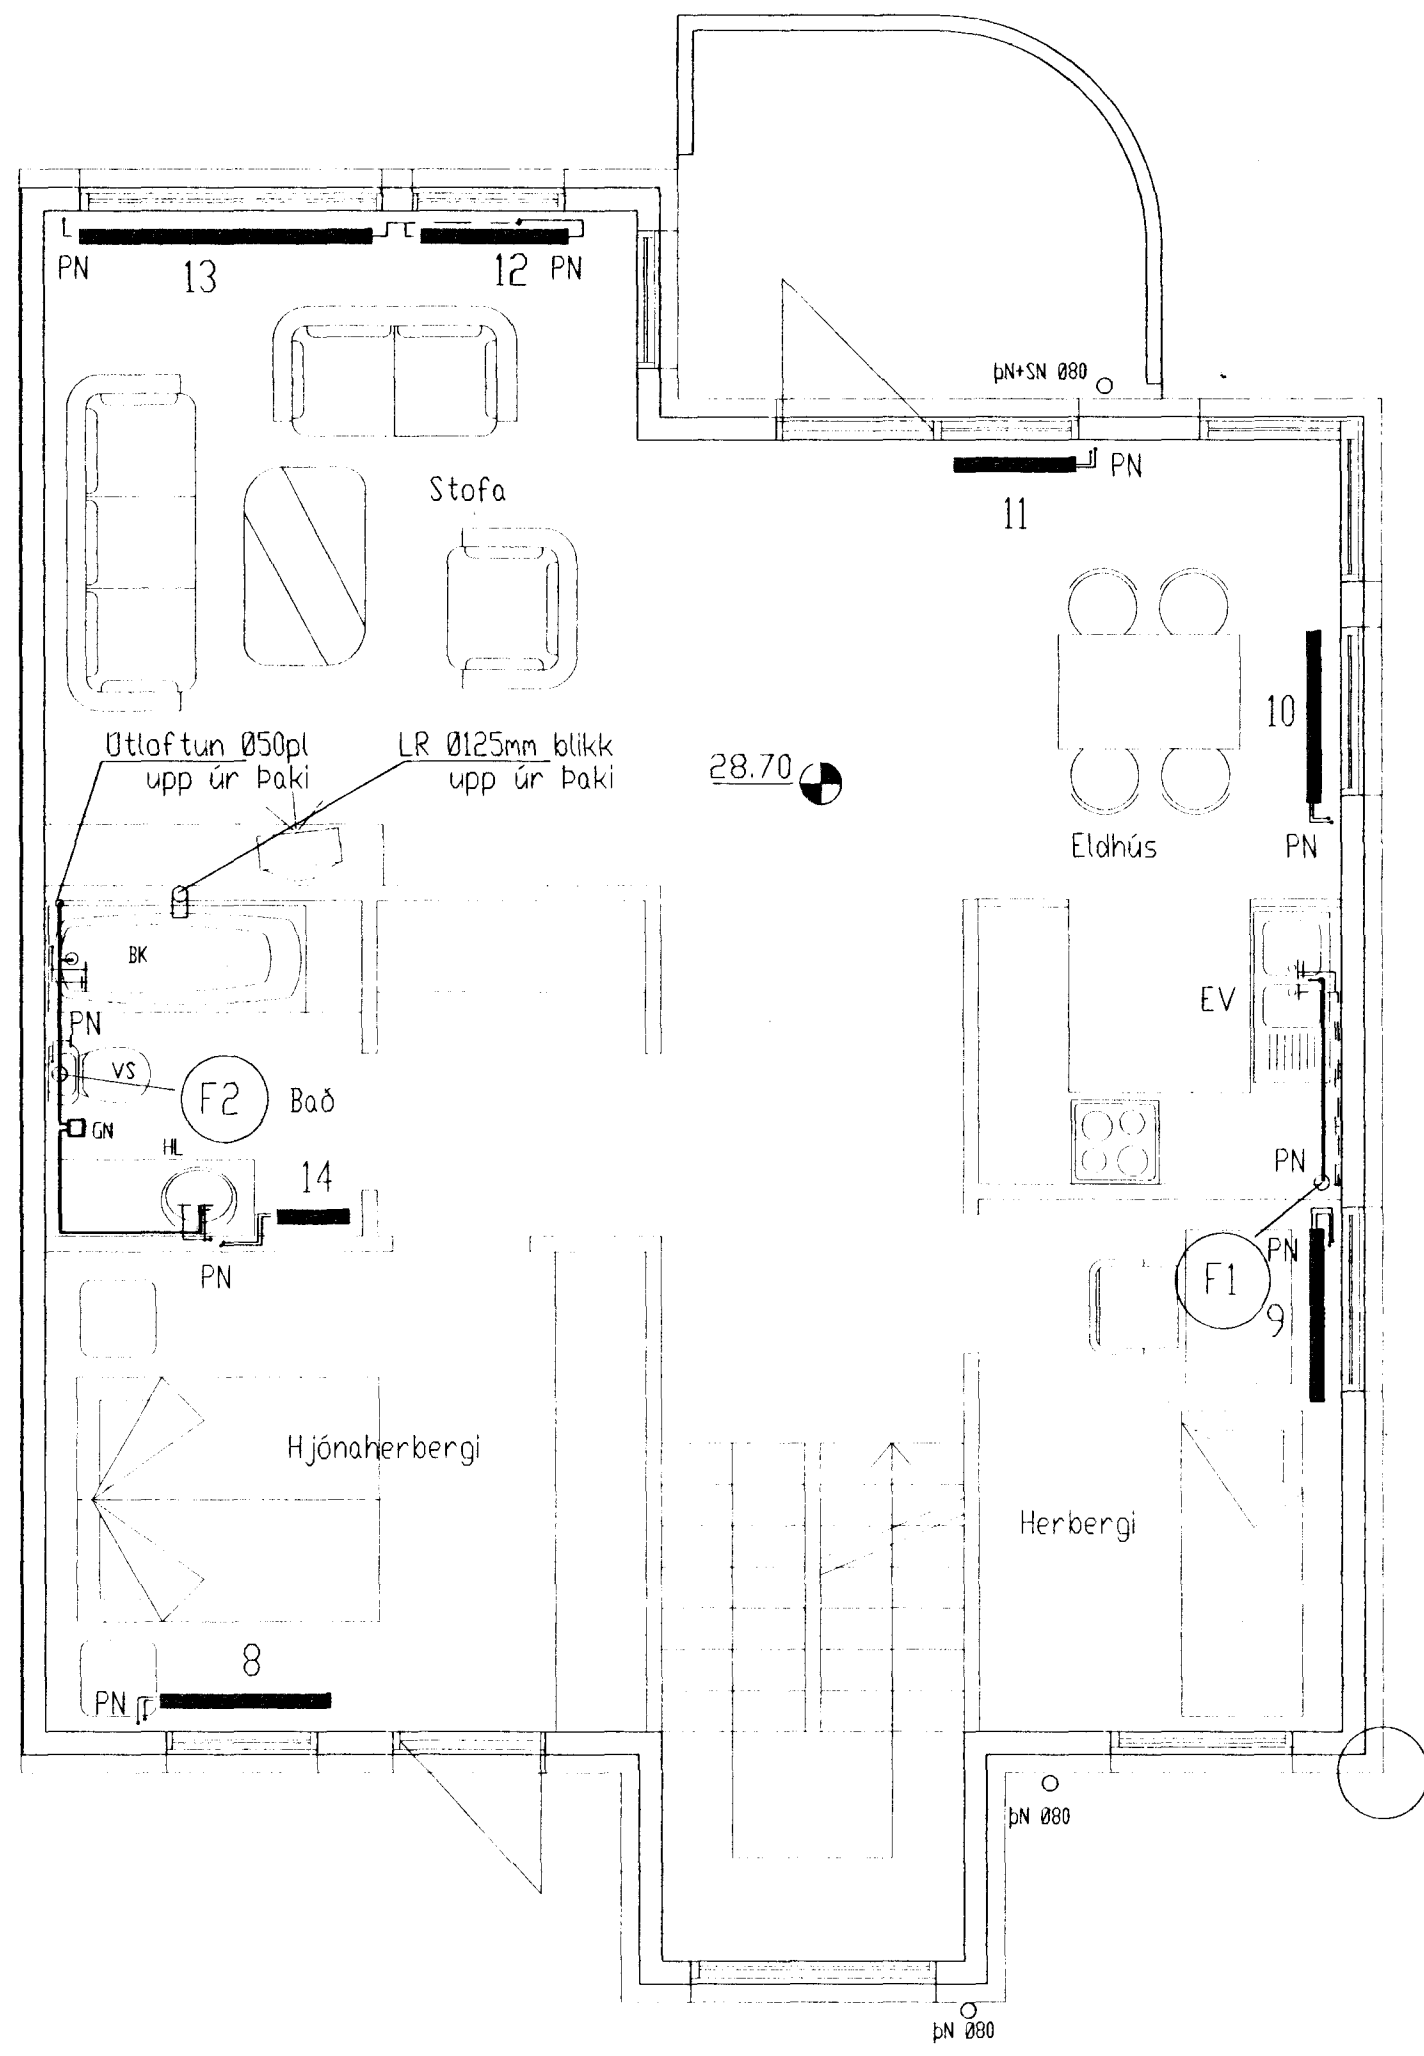 PN
13
12
PN
þN+SN Ø80
PN
11
Stofa
10
Útloftun Ø50pl
upp úr þaki
LR Ø125mm blikk
upp úr þaki
28.70
Eldhús
PN
BK
EV
PN
VS
F2
Bað
GN
HL
14
PN
PN
PN
F1
9
Hjónaherbergi
Herbergi
8
PN
þN Ø80
þN Ø80